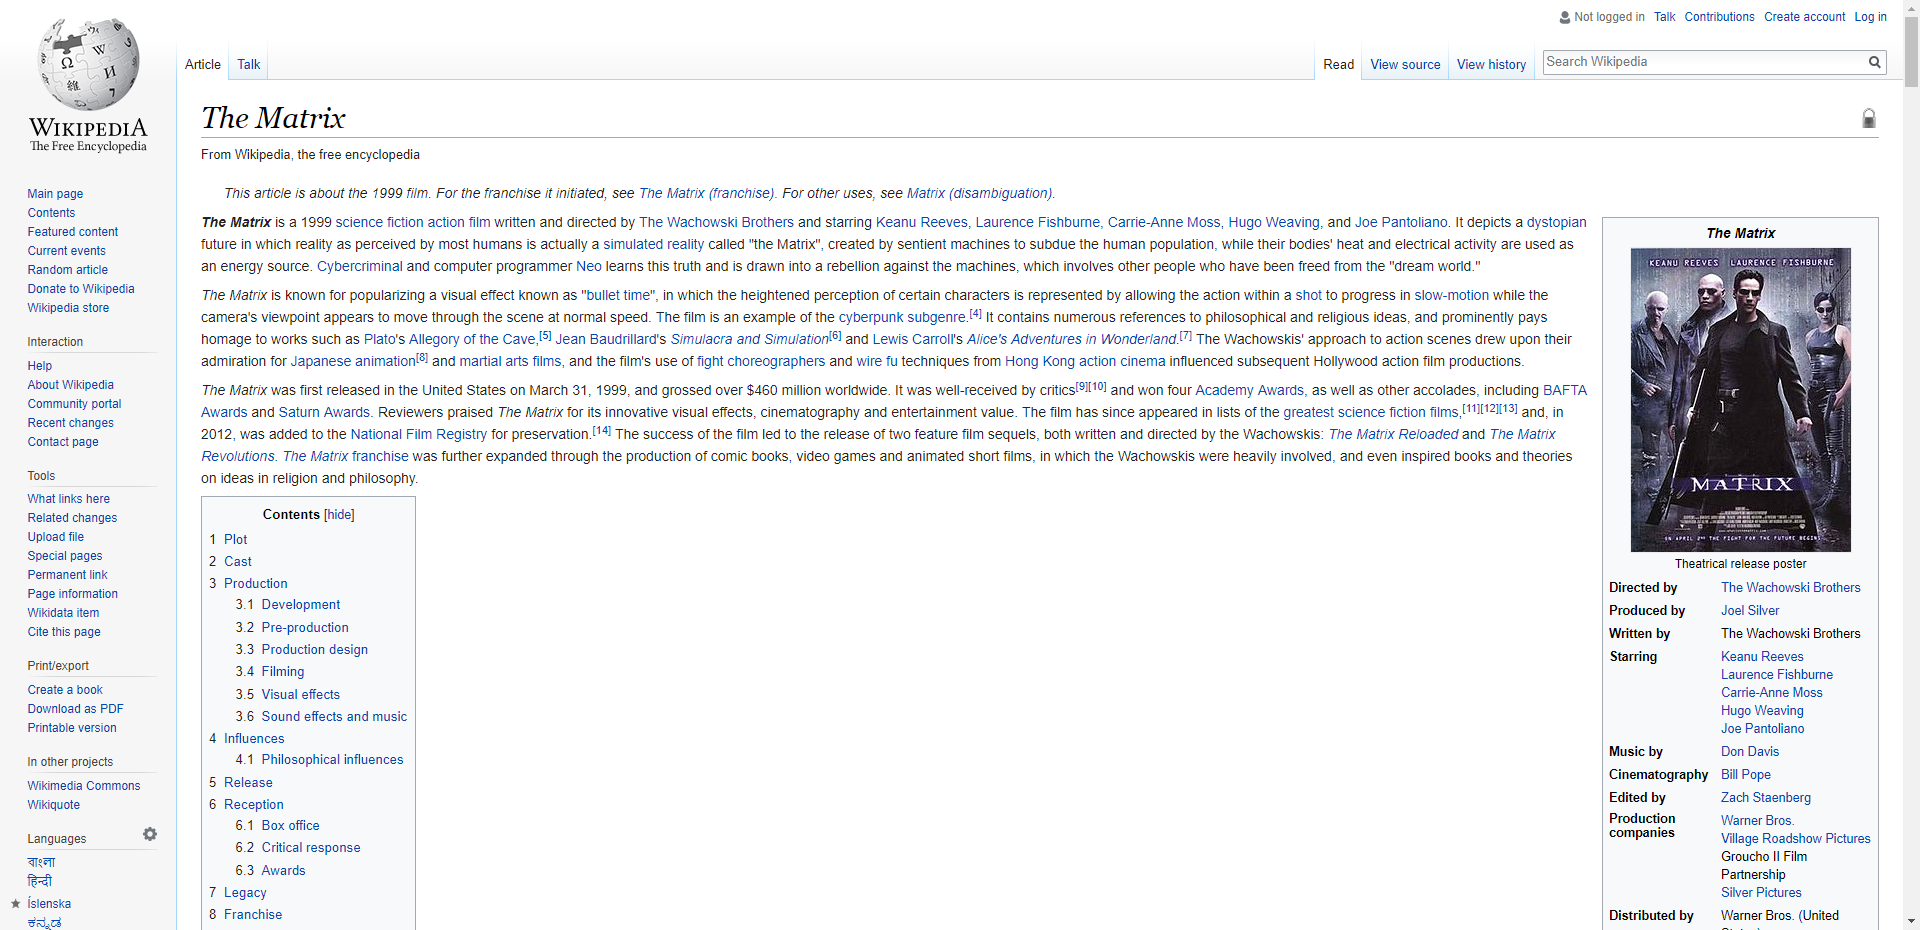 WIKIPEDIA
The Free Encyclopedia
Main page
Contents
Featured content
Current events
Random article
Donate to Wikipedia
Wikipedia store
Interaction
Help
About Wikipedia
Community portal
Recent changes
Contact page
Tools
What links here
Related changes
Upload file
Special pages
Permanent link
Page information
Wikidata item
Cite this page
Print/export
Create a book
Download as PDF
Printable version
In other projects
Wikimedia Commons
Wikiquote
Languages
বাংলা
हिन्दी
Íslenska
ಕನ್ನಡ
Not logged in Talk Contributions Create account Log in
Article Talk
Read View source View history Search Wikipedia
The Matrix
From Wikipedia, the free encyclopedia
This article is about the 1999 film. For the franchise it initiated, see The Matrix (franchise). For other uses, see Matrix (disambiguation).
The Matrix is a 1999 science fiction action film written and directed by The Wachowski Brothers and starring Keanu Reeves, Laurence Fishburne, Carrie-Anne Moss, Hugo Weaving, and Joe Pantoliano. It depicts a dystopian
future in which reality as perceived by most humans is actually a simulated reality called "the Matrix", created by sentient machines to subdue the human population, while their bodies' heat and electrical activity are used as
an energy source. Cybercriminal and computer programmer Neo learns this truth and is drawn into a rebellion against the machines, which involves other people who have been freed from the "dream world."
The Matrix is known for popularizing a visual effect known as "bullet time", in which the heightened perception of certain characters is represented by allowing the action within a shot to progress in slow-motion while the
camera's viewpoint appears to move through the scene at normal speed. The film is an example of the cyberpunk subgenre.[4] It contains numerous references to philosophical and religious ideas, and prominently pays
homage to works such as Plato's Allegory of the Cave,[5] Jean Baudrillard's Simulacra and Simulation[6] and Lewis Carroll's Alice's Adventures in Wonderland.[7] The Wachowskis' approach to action scenes drew upon their
admiration for Japanese animation[8] and martial arts films, and the film's use of fight choreographers and wire fu techniques from Hong Kong action cinema influenced subsequent Hollywood action film productions.
The Matrix was first released in the United States on March 31, 1999, and grossed over $460 million worldwide. It was well-received by critics[9][10] and won four Academy Awards, as well as other accolades, including BAFTA
Awards and Saturn Awards. Reviewers praised The Matrix for its innovative visual effects, cinematography and entertainment value. The film has since appeared in lists of the greatest science fiction films,[11][12][13] and, in
2012, was added to the National Film Registry for preservation.[14] The success of the film led to the release of two feature film sequels, both written and directed by the Wachowskis: The Matrix Reloaded and The Matrix
Revolutions. The Matrix franchise was further expanded through the production of comic books, video games and animated short films, in which the Wachowskis were heavily involved, and even inspired books and theories
on ideas in religion and philosophy.
Contents [hide]
1 Plot
2 Cast
3 Production
3.1 Development
3.2 Pre-production
3.3 Production design
3.4 Filming
3.5 Visual effects
3.6 Sound effects and music
4 Influences
4.1 Philosophical influences
5 Release
6 Reception
6.1 Box office
6.2 Critical response
6.3 Awards
7 Legacy
8 Franchise
The Matrix
KEANU REEVES LAURENCE FISHBURNE
MATRIX
ON APRIL 2ND THE FIGHT FOR THE FUTURE BEGINS
Theatrical release poster
Directed by The Wachowski Brothers
Produced by Joel Silver
Written by The Wachowski Brothers
Starring Keanu Reeves
Laurence Fishburne
Carrie-Anne Moss
Hugo Weaving
Joe Pantoliano
Music by Don Davis
Cinematography Bill Pope
Edited by Zach Staenberg
Production companies Warner Bros.
Village Roadshow Pictures
Groucho II Film
Partnership
Silver Pictures
Distributed by Warner Bros. (United